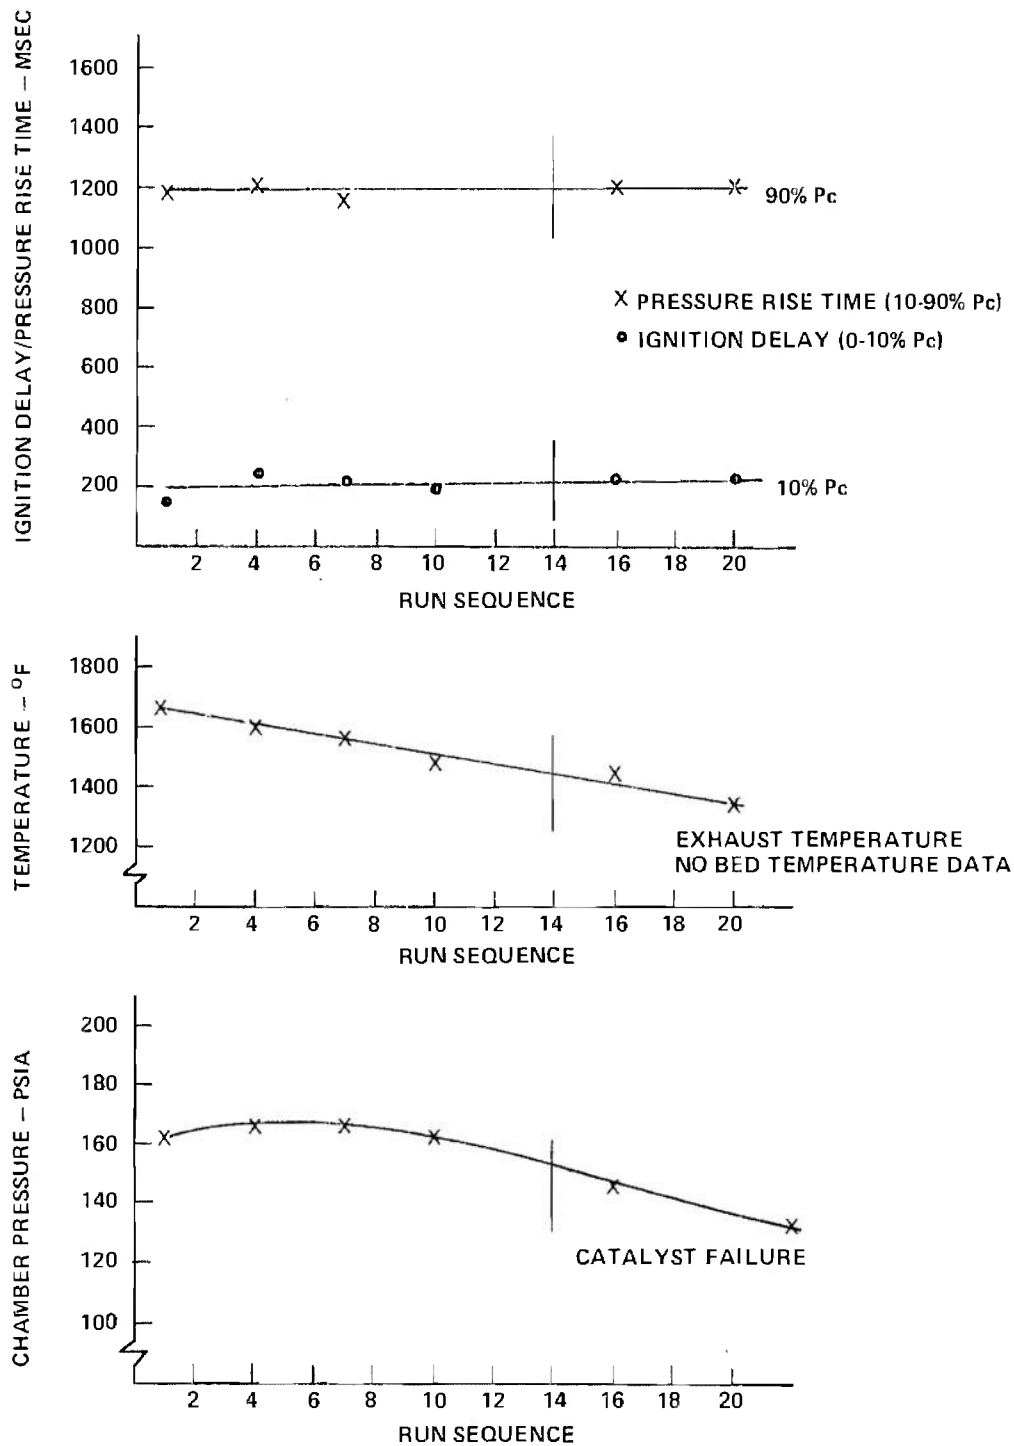 IGNITION DELAY/PRESSURE RISE TIME – MSEC
1600
1400
1200
1000
800
600
400
200
90% Pc
X PRESSURE RISE TIME (10-90% Pc)
IGNITION DELAY (0-10% Pc)
10% Pc
2 4 6 8 10 12 14 16 18 20
RUN SEQUENCE
TEMPERATURE – °F
1800
1600
1400
1200
EXHAUST TEMPERATURE
NO BED TEMPERATURE DATA
2 4 6 8 10 12 14 16 18 20
RUN SEQUENCE
CHAMBER PRESSURE – PSIA
200
180
160
140
120
100
CATALYST FAILURE
2 4 6 8 10 12 14 16 18 20
RUN SEQUENCE